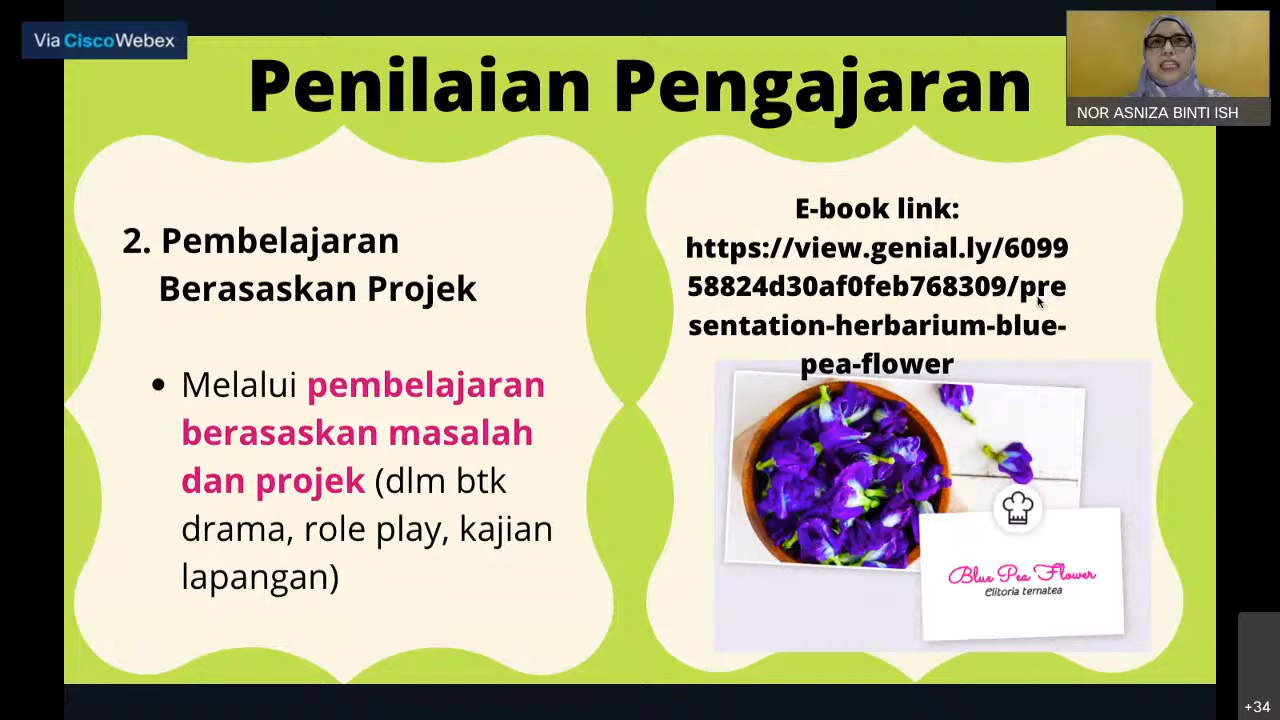 Via CiscoWebex
Penilaian Pengajaran
NOR ASNIZA BINTI ISH
2. Pembelajaran
Berasaskan Projek
Melalui pembelajaran
berasaskan masalah
dan projek (dlm btk
drama, role play, kajian
lapangan)
E-book link:
https://view.genial.ly/6099
58824d30af0feb768309/pre
sentation-herbarium-blue-
pea-flower
Blue Pea Flower
Clitoria ternatea
+34